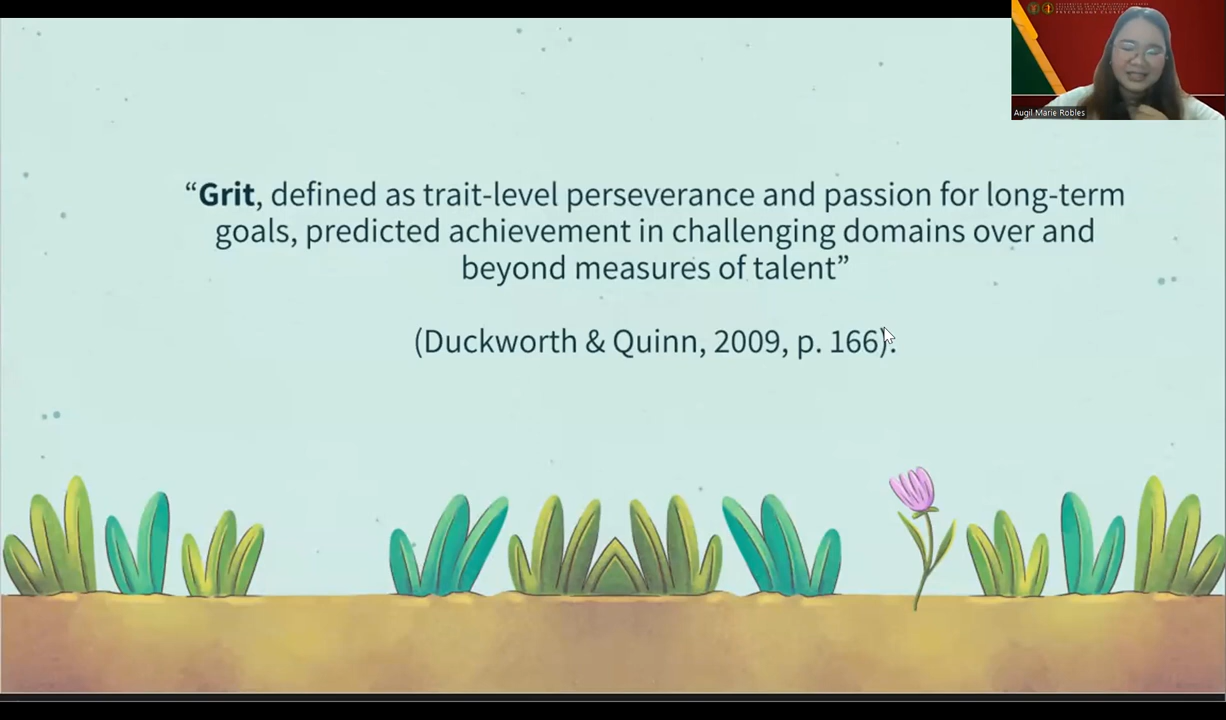 “Grit, defined as trait-level perseverance and passion for long-term
goals, predicted achievement in challenging domains over and
beyond measures of talent”
(Duckworth & Quinn, 2009, p. 166).
Augil Marie Robles